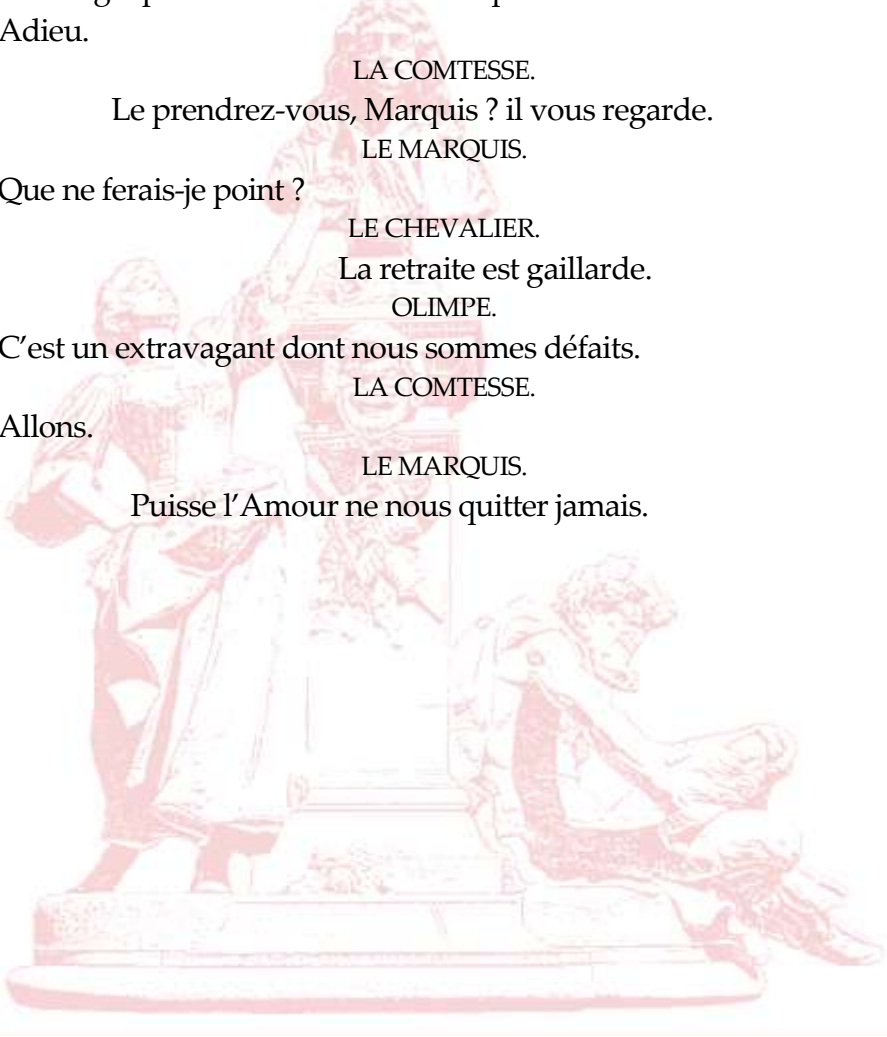 Adieu.
LA COMTESSE.
Le prendrez-vous, Marquis ? il vous regarde.
LE MARQUIS.
Que ne ferais-je point ?
LE CHEVALIER.
La retraite est gaillarde.
OLIMPE.
C’est un extravagant dont nous sommes défaits.
LA COMTESSE.
Allons.
LE MARQUIS.
Puisse l’Amour ne nous quitter jamais.